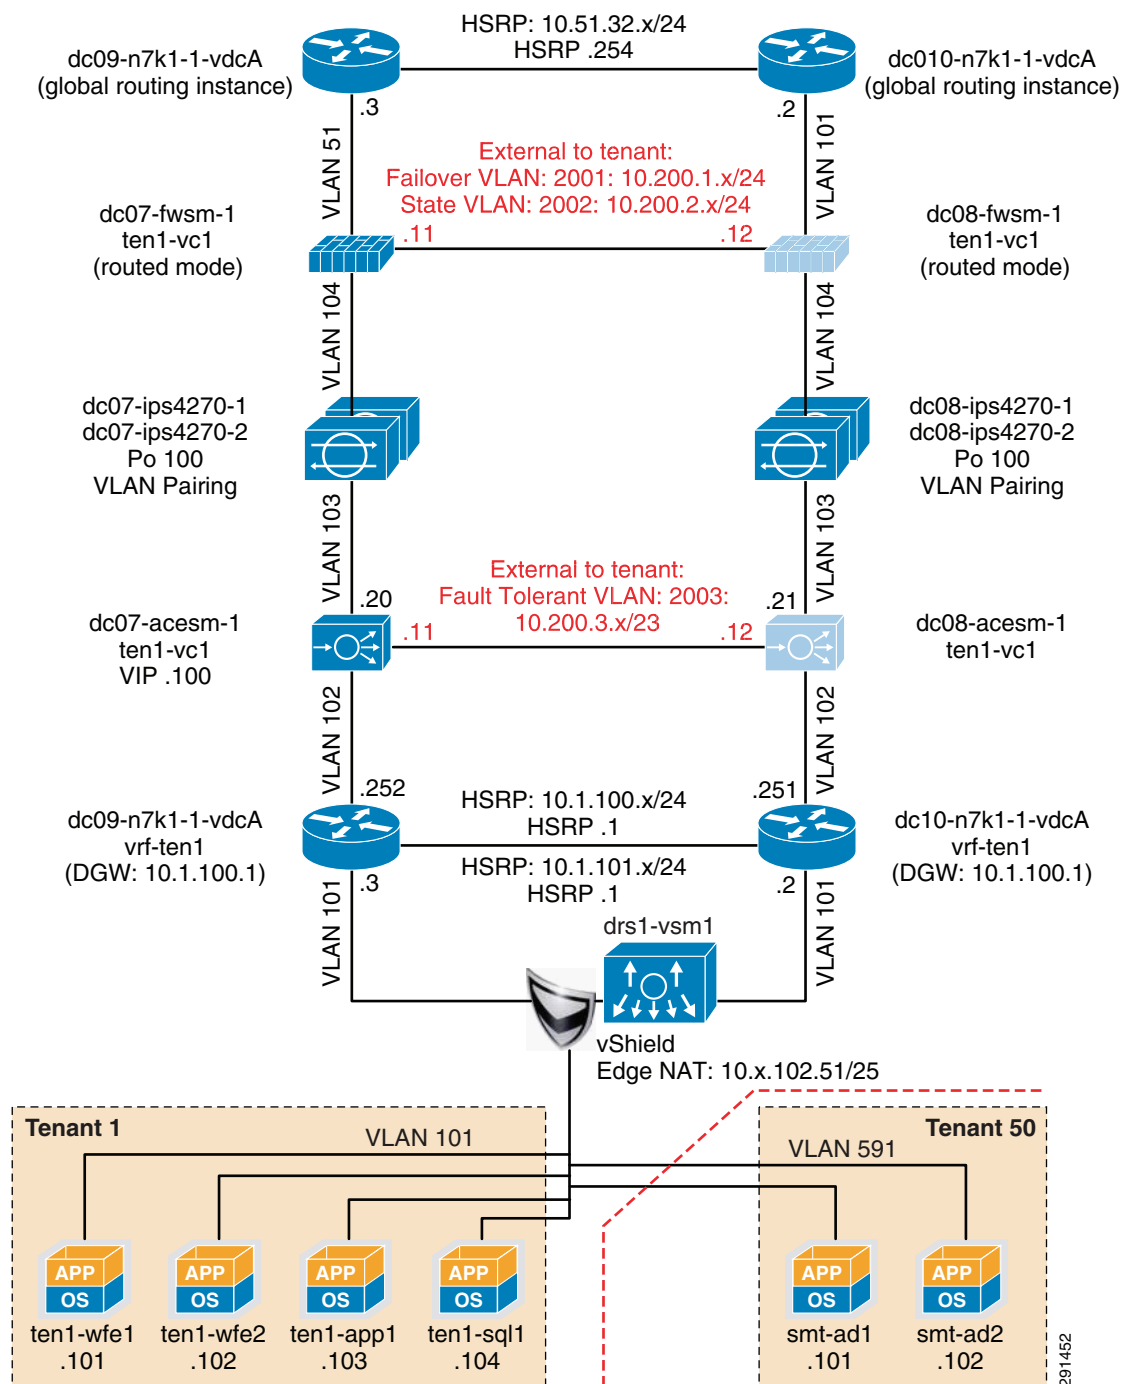 HSRP: 10.51.32.x/24
HSRP .254
dc09-n7k1-1-vdcA
(global routing instance)
dc010-n7k1-1-vdcA
(global routing instance)
.3
.2
VLAN 51
VLAN 101
External to tenant:
Failover VLAN: 2001: 10.200.1.x/24
State VLAN: 2002: 10.200.2.x/24
dc07-fwsm-1
ten1-vc1
(routed mode)
.11
.12
dc08-fwsm-1
ten1-vc1
(routed mode)
VLAN 104
VLAN 104
dc07-ips4270-1
dc07-ips4270-2
Po 100
VLAN Pairing
dc08-ips4270-1
dc08-ips4270-2
Po 100
VLAN Pairing
VLAN 103
VLAN 103
External to tenant:
Fault Tolerant VLAN: 2003:
10.200.3.x/23
.20
.21
dc07-acesm-1
ten1-vc1
VIP .100
.11
.12
dc08-acesm-1
ten1-vc1
VLAN 102
VLAN 102
.252
.251
HSRP: 10.1.100.x/24
HSRP .1
dc09-n7k1-1-vdcA
vrf-ten1
(DGW: 10.1.100.1)
dc10-n7k1-1-vdcA
vrf-ten1
(DGW: 10.1.100.1)
HSRP: 10.1.101.x/24
HSRP .1
.3
.2
VLAN 101
VLAN 101
drs1-vsm1
vShield
Edge NAT: 10.x.102.51/25
Tenant 1
VLAN 101
Tenant 50
VLAN 591
APP
OS
APP
OS
APP
OS
APP
OS
APP
OS
APP
OS
ten1-wfe1
.101
ten1-wfe2
.102
ten1-app1
.103
ten1-sql1
.104
smt-ad1
.101
smt-ad2
.102
291452